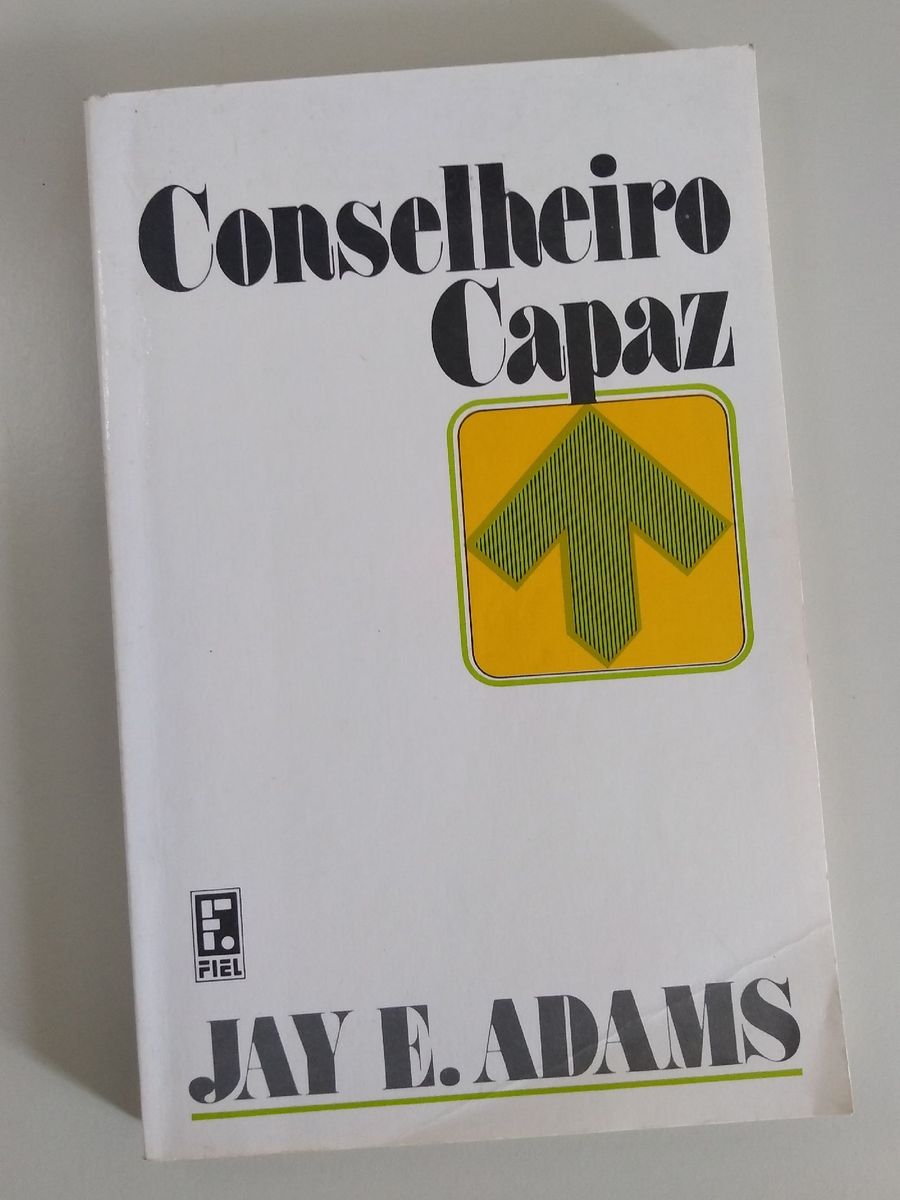 Conselheiro
Capaz
FIEL
JAY E. ADAMS